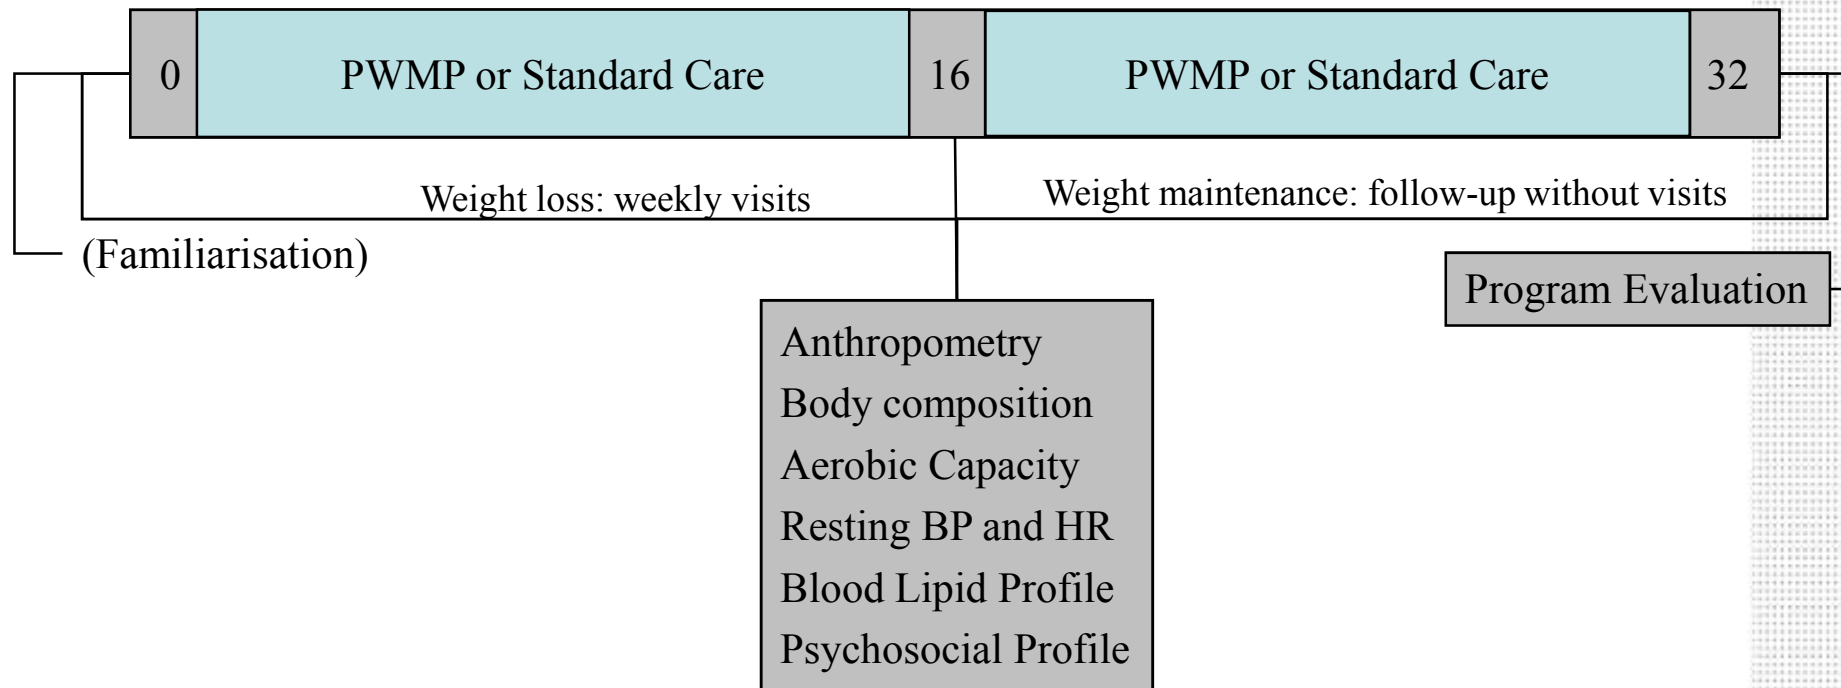 0
PWMP or Standard Care
16
PWMP or Standard Care
32
Weight loss: weekly visits
Weight maintenance: follow-up without visits
(Familiarisation)
Program Evaluation
Anthropometry
Body composition
Aerobic Capacity
Resting BP and HR
Blood Lipid Profile
Psychosocial Profile